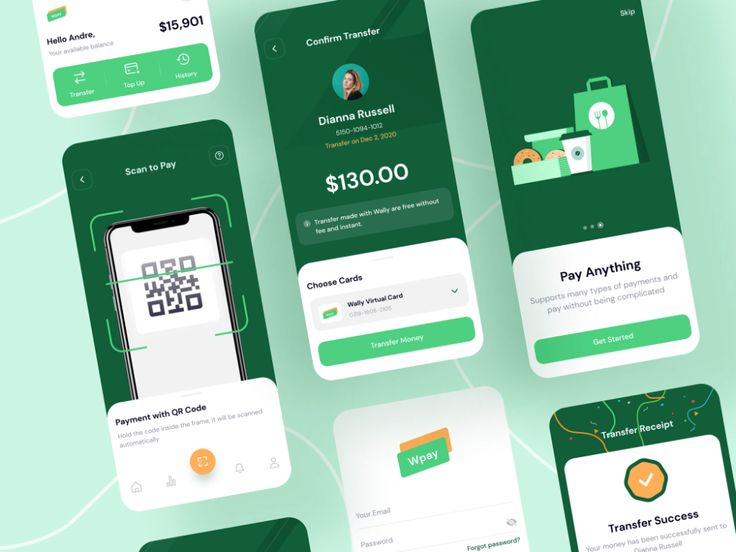 Wpay
Hello Andre,
Your available balance
$15,901
Transfer
Top Up
History
Scan to Pay
Payment with QR Code
Hold the code inside the frame, it will be scanned
automatically
Confirm Transfer
Dianna Russell
5150-1094-1012
Transfer on Dec 2, 2020
$130.00
Transfer made with Wally are free without
fee and instant.
Choose Cards
Wally Virtual Card
Transfer Money
Skip
Pay Anything
Supports many types of payments and
pay without being complicated
Get Started
Wpay
Your Email
Password
Forgot password?
Transfer Receipt
Transfer Success
Your money has been successfully sent to
Dianna Russell